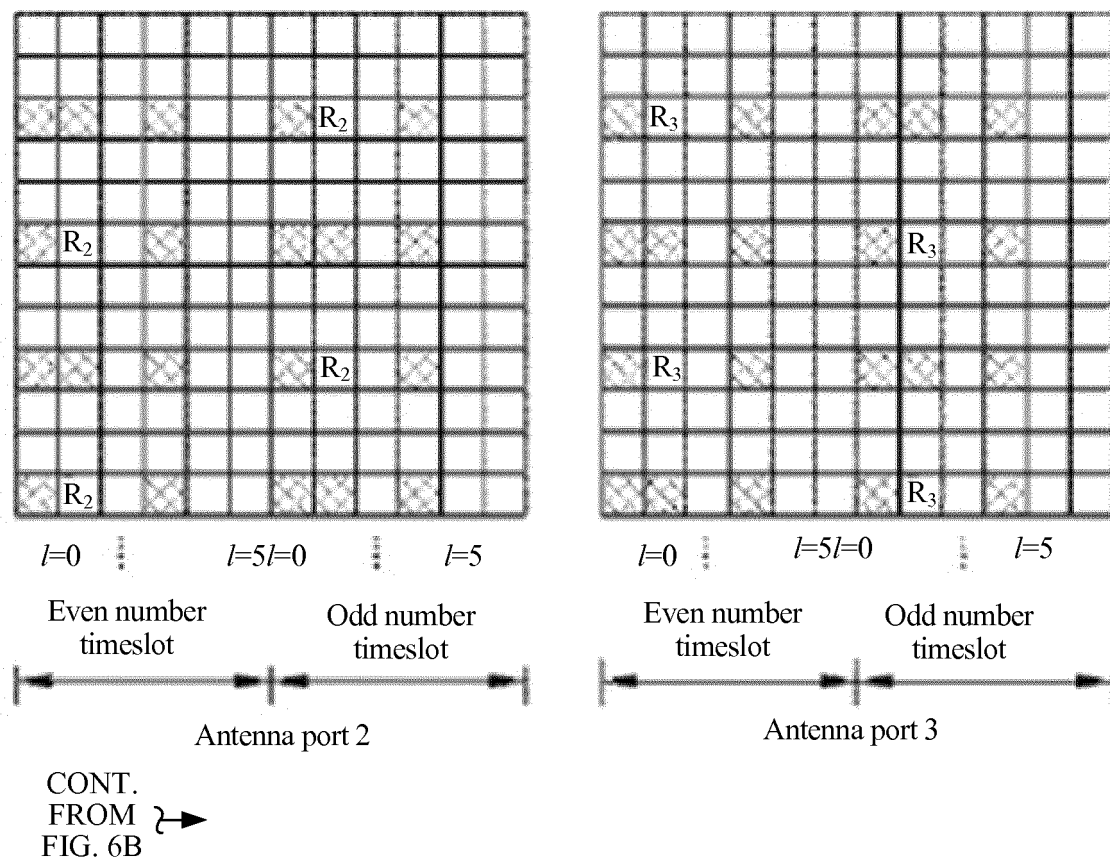 R2 R3
R2 R3
R2 R3
R2 R3
l=0 l=5l=0 l=5 l=0 l=5l=0 l=5
Even number timeslot
Odd number timeslot
Even number timeslot
Odd number timeslot
Antenna port 2
Antenna port 3
CONT.
FROM
FIG. 6B